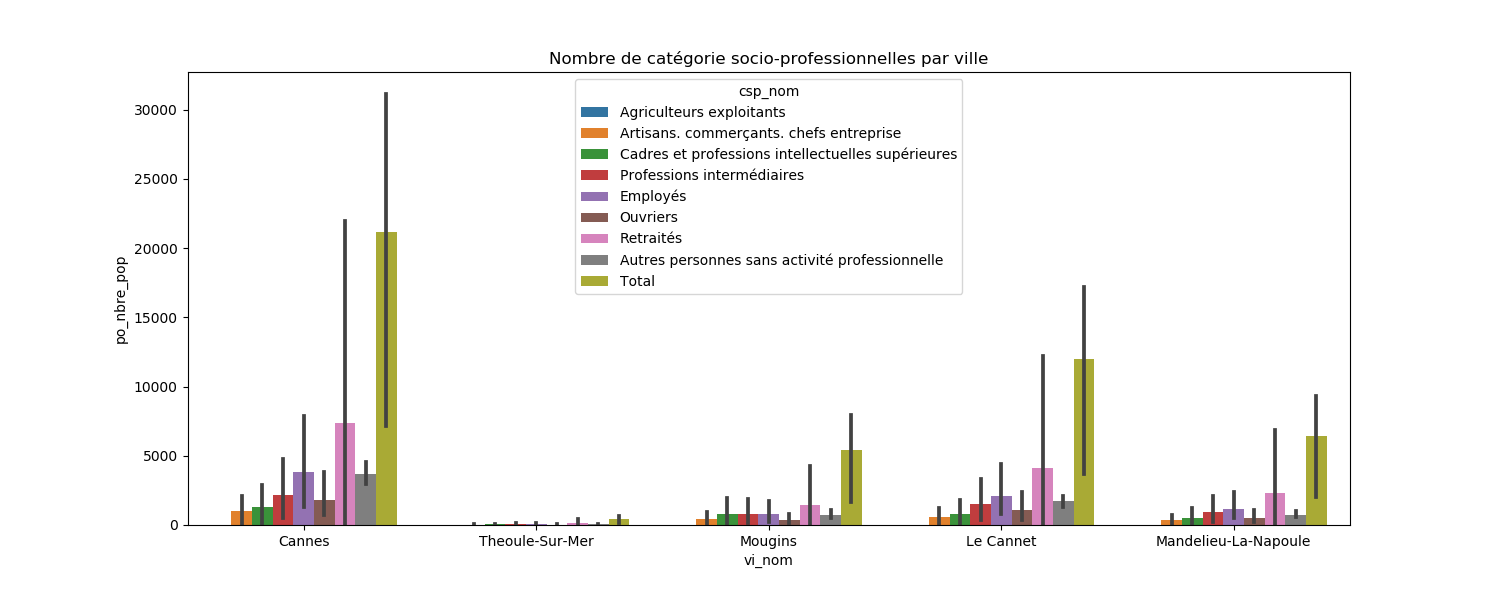 Nombre de catégorie socio-professionnelles par ville
csp_nom
Agriculteurs exploitants
Artisans. commerçants. chefs entreprise
Cadres et professions intellectuelles supérieures
Professions intermédiaires
Employés
Ouvriers
Retraités
Autres personnes sans activité professionnelle
Total
po_nbre_pop
30000
25000
20000
15000
10000
5000
0
Cannes
Theoule-Sur-Mer
Mougins
Le Cannet
Mandelieu-La-Napoule
vi_nom